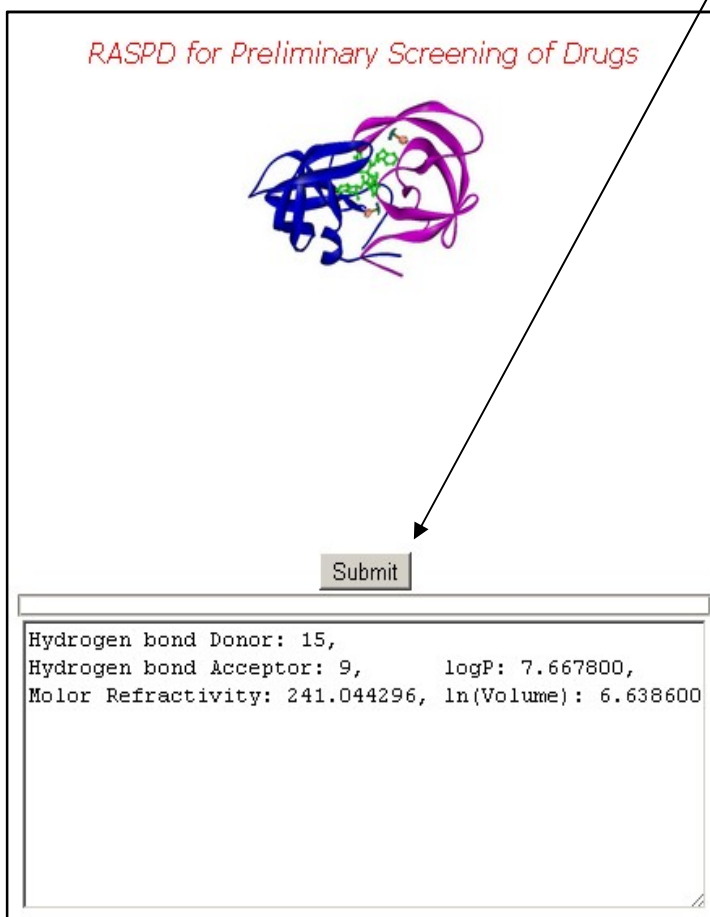 RASPD for Preliminary Screening of Drugs
Submit
Hydrogen bond Donor: 15,
Hydrogen bond Acceptor: 9, logP: 7.667800,
Molor Refractivity: 241.044296, ln(Volume): 6.638600